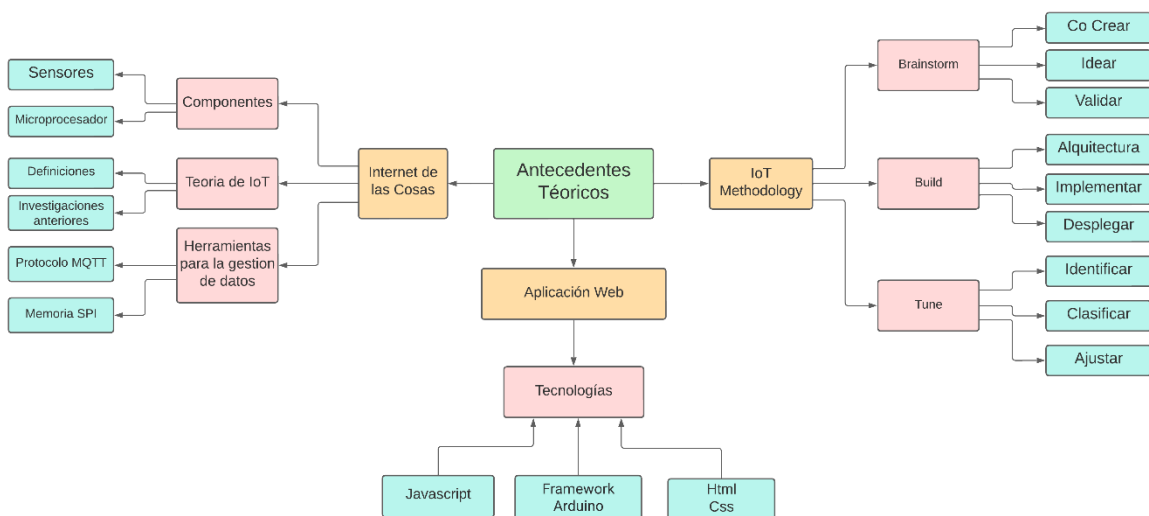 Antecedentes
Téoricos
Internet de
las Cosas
Componentes
Sensores
Microprocesador
Teoria de IoT
Definiciones
Investigaciones
anteriores
Herramientas
para la gestion
de datos
Protocolo MQTT
Memoria SPI
Aplicación Web
Tecnologías
Javascript
Framework
Arduino
Html
Css
IoT
Methodology
Brainstorm
Co Crear
Idear
Validar
Build
Alquitectura
Implementar
Desplegar
Tune
Identificar
Clasificar
Ajustar